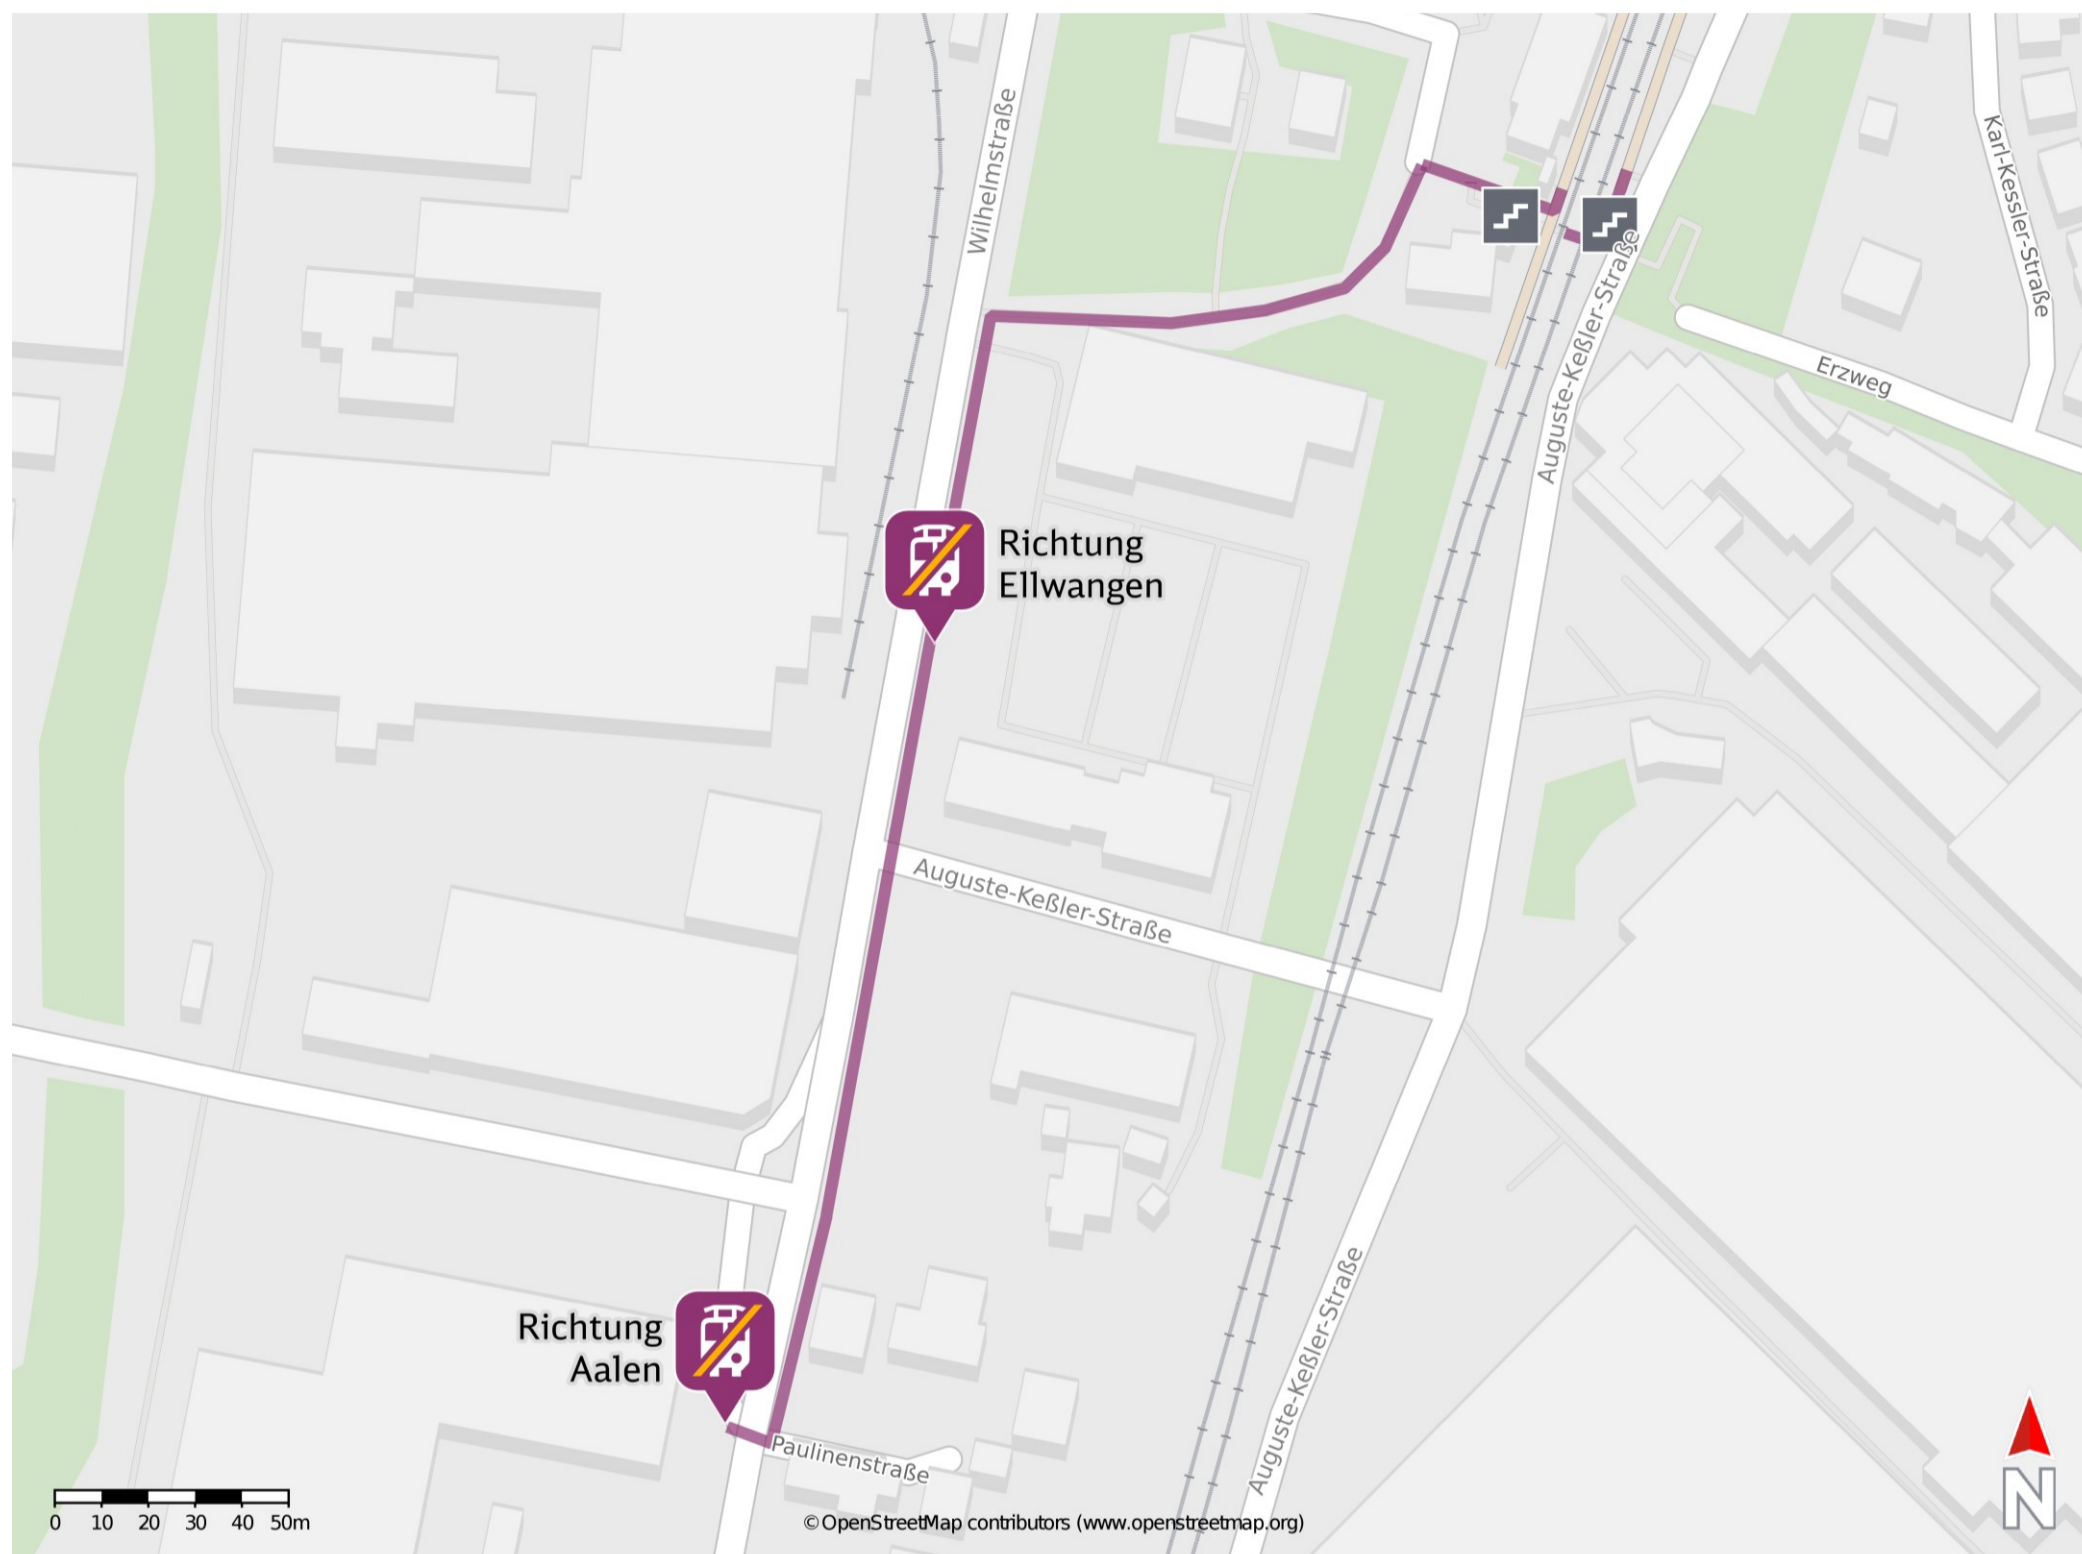 Wilhelmstraße
Karl-Kessler-Straße
Auguste-Keßler-Straße
Erzweg
Richtung
Ellwangen
Auguste-Keßler-Straße
Richtung
Aalen
Auguste-Keßler-Straße
Paulinenstraße
0 10 20 30 40 50m
© OpenStreetMap contributors (www.openstreetmap.org)
N